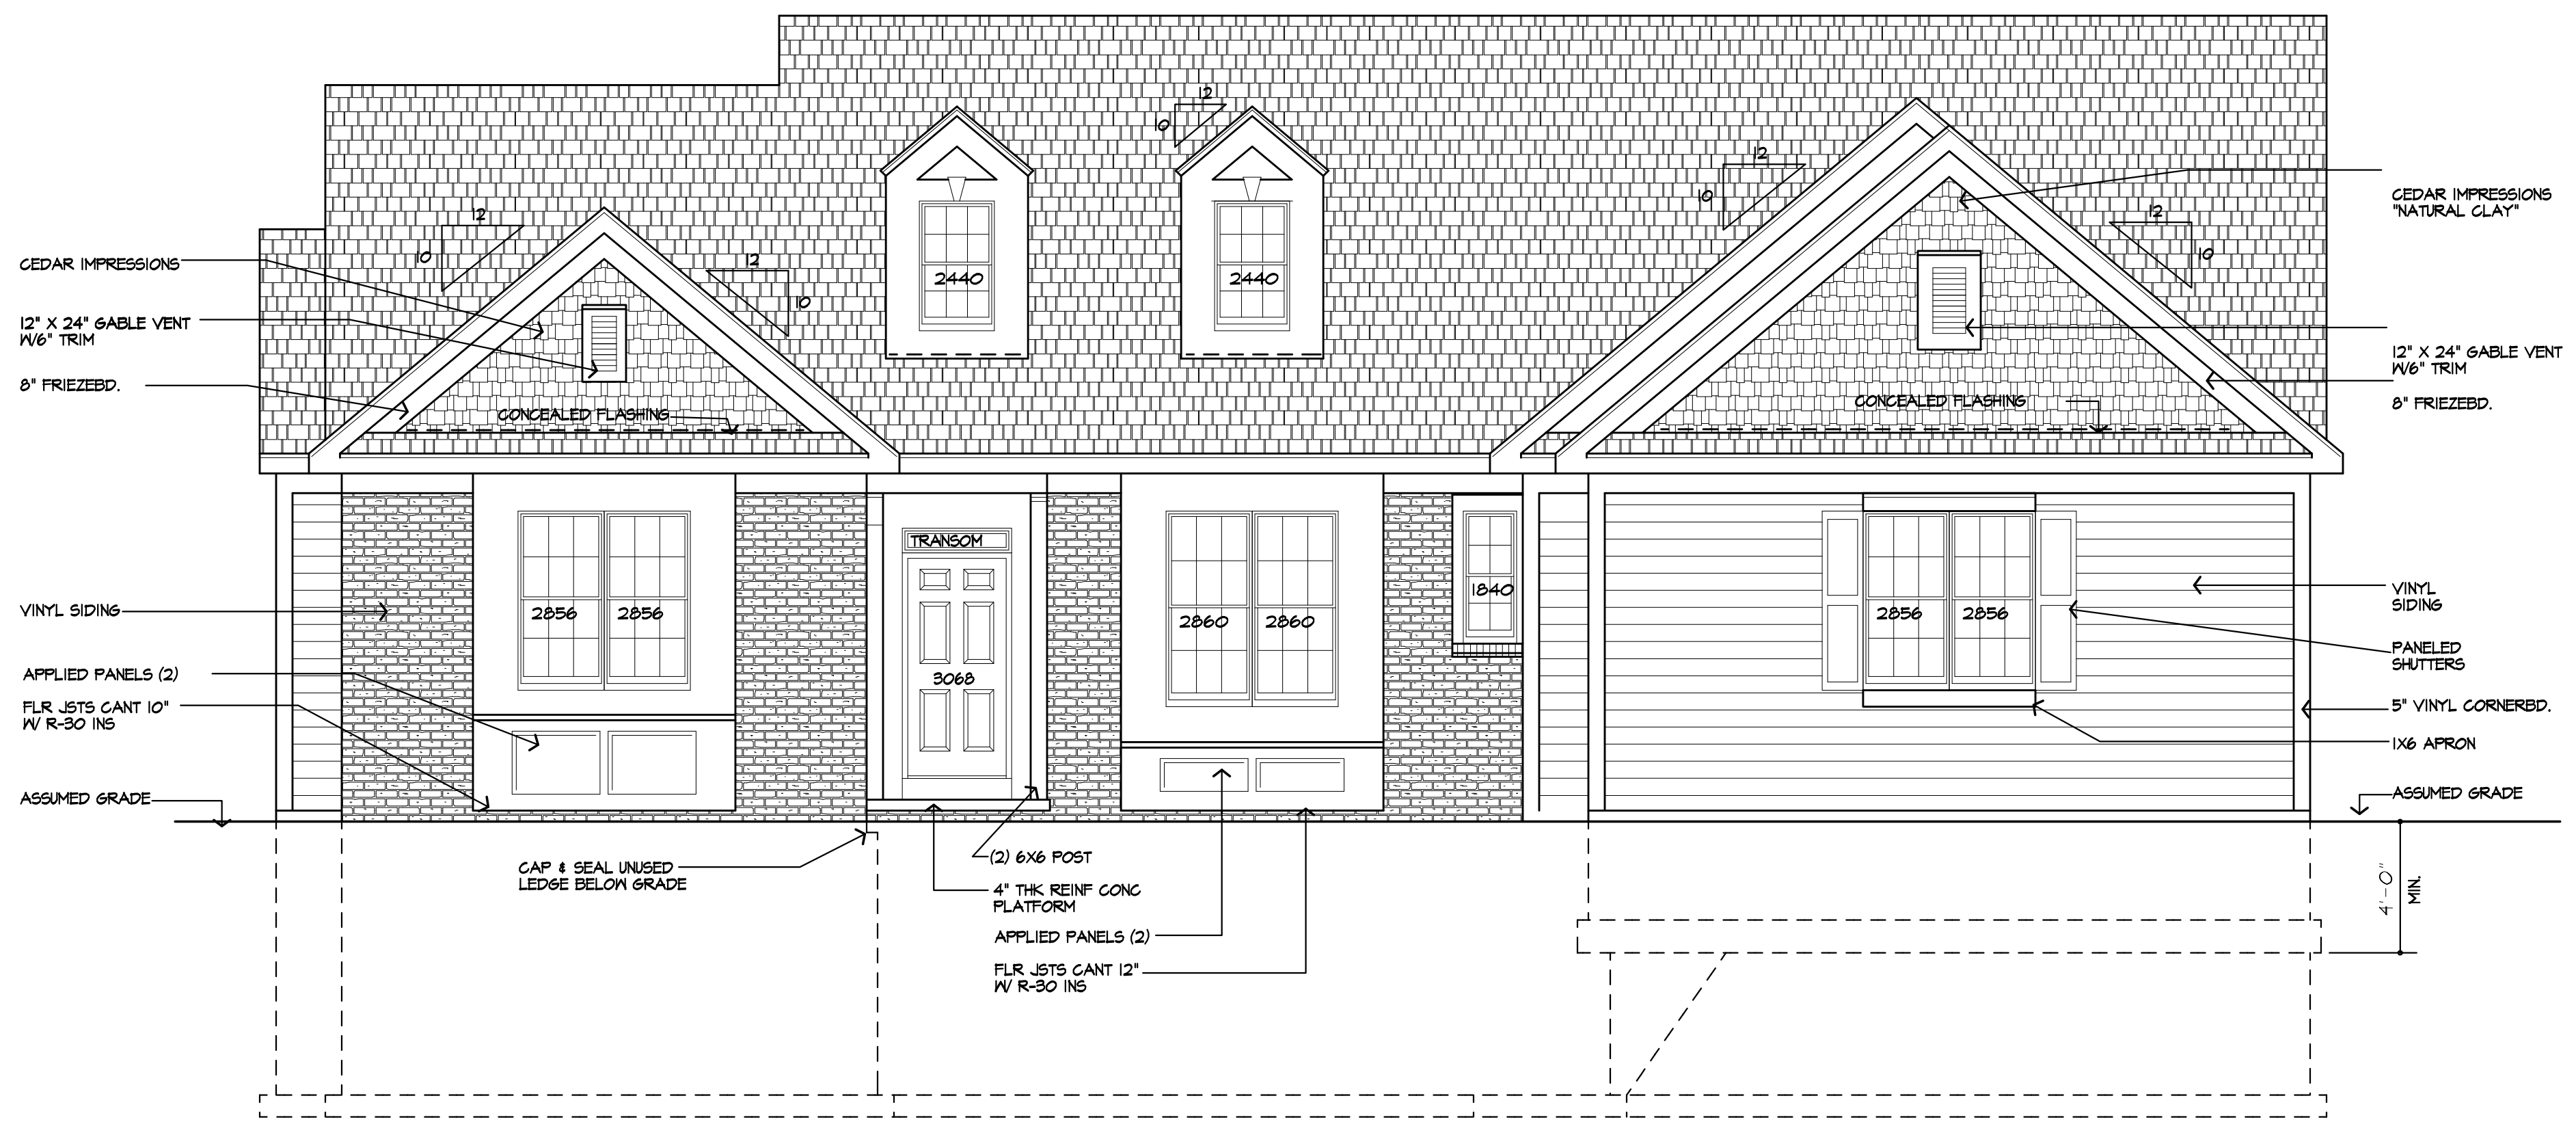 12
10
12
10
12
10
12
10
12
10
CEDAR IMPRESSIONS
12" X 24" GABLE VENT
W/6" TRIM
8" FRIEZEBD.
CONCEALED FLASHING
2440
2440
CONCEALED FLASHING
CEDAR IMPRESSIONS
"NATURAL CLAY"
12" X 24" GABLE VENT
W/6" TRIM
8" FRIEZEBD.
VINYL SIDING
APPLIED PANELS (2)
FLR JSTS CANT 10"
W/ R-30 INS
ASSUMED GRADE
2856
2856
TRANSOM
3068
2860
2860
1840
2856
2856
VINYL
SIDING
PANELED
SHUTTERS
5" VINYL CORNERBD.
1X6 APRON
ASSUMED GRADE
CAP & SEAL UNUSED
LEDGE BELOW GRADE
(2) 6X6 POST
4" THK REINF CONC
PLATFORM
APPLIED PANELS (2)
FLR JSTS CANT 12"
W/ R-30 INS
4'-0"
MIN.